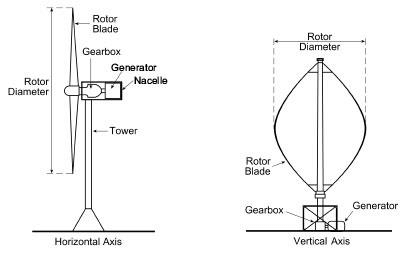 Rotor
Blade
Gearbox
Generator
Nacelle
Rotor
Diameter
Tower
Horizontal Axis
Rotor
Diameter
Rotor
Blade
Gearbox
Generator
Vertical Axis